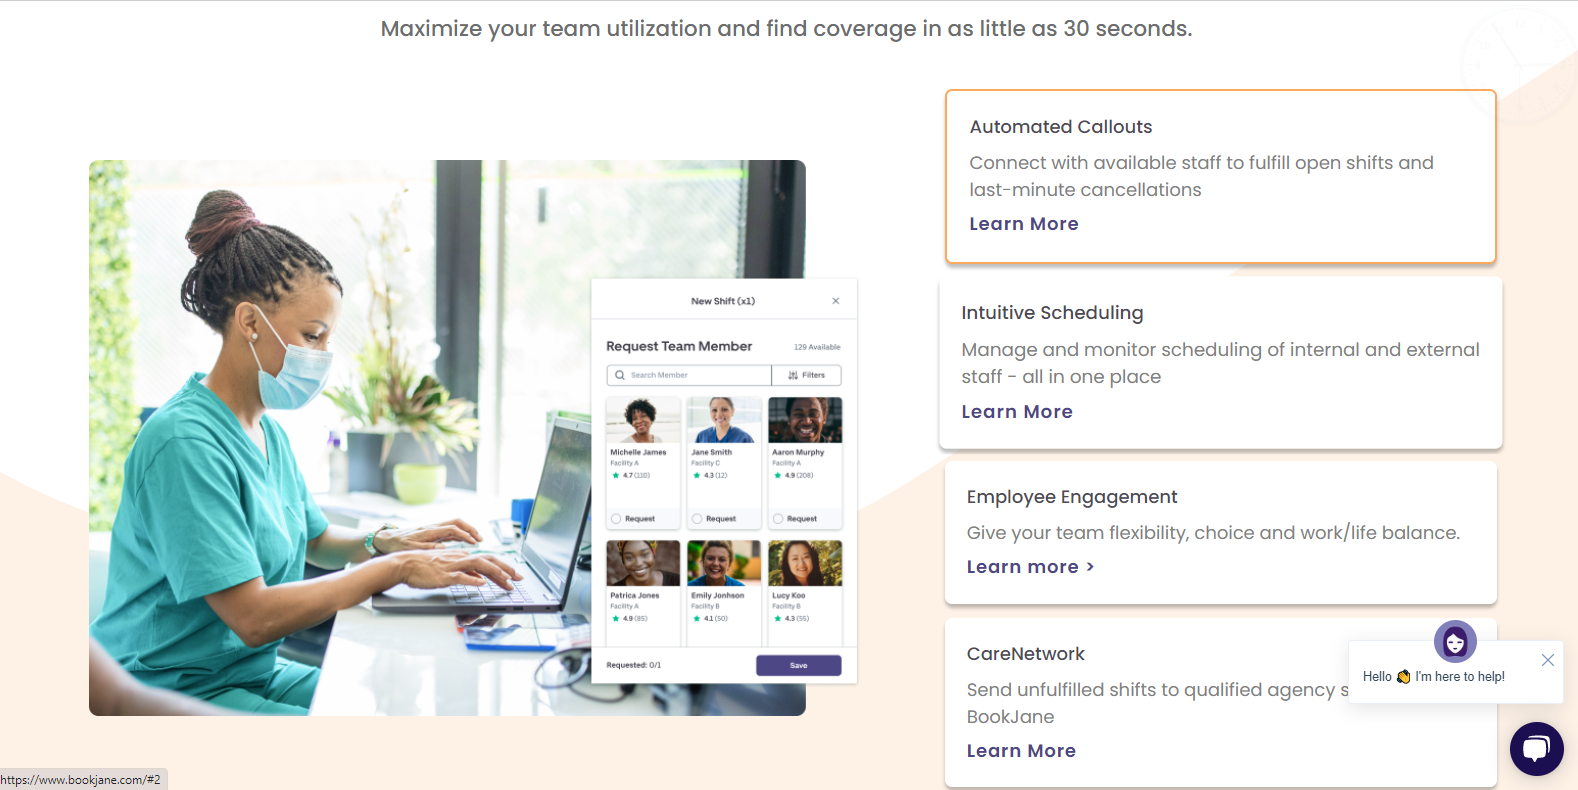 Maximize your team utilization and find coverage in as little as 30 seconds.
New Shift (x1)
Request Team Member
129 Available
Search Member
Filters
Michelle James
Facility A
4.7 (110)
Request
Jane Smith
Facility C
4.3 (12)
Request
Aaron Murphy
Facility A
4.9 (208)
Request
Patrica Jones
Facility A
4.9 (85)
Emily Jonhson
Facility B
4.1 (50)
Lucy Koo
Facility B
4.3 (55)
Requested: 0/1
Save
Automated Callouts
Connect with available staff to fulfill open shifts and
last-minute cancellations
Learn More
Intuitive Scheduling
Manage and monitor scheduling of internal and external
staff - all in one place
Learn More
Employee Engagement
Give your team flexibility, choice and work/life balance.
Learn more >
CareNetwork
Send unfulfilled shifts to qualified agency s
BookJane
Learn More
Hello 👏 I'm here to help!
https://www.bookjane.com/#2